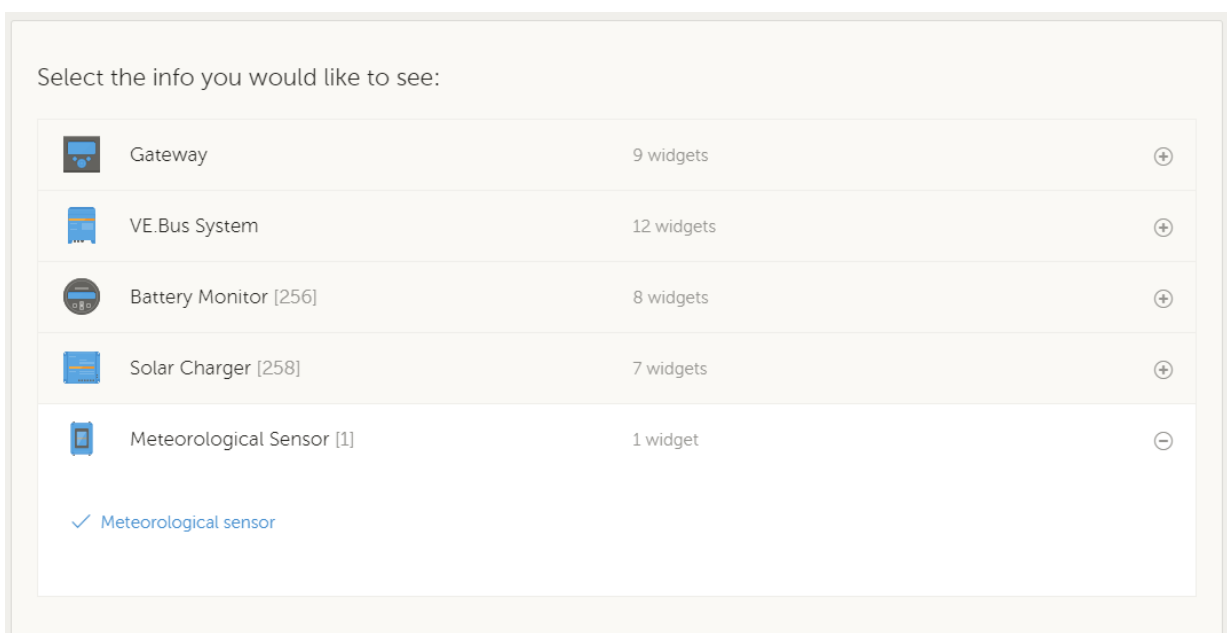 Select the info you would like to see:
Gateway 9 widgets
VE.Bus System 12 widgets
Battery Monitor [256] 8 widgets
Solar Charger [258] 7 widgets
Meteorological Sensor [1] 1 widget
Meteorological sensor